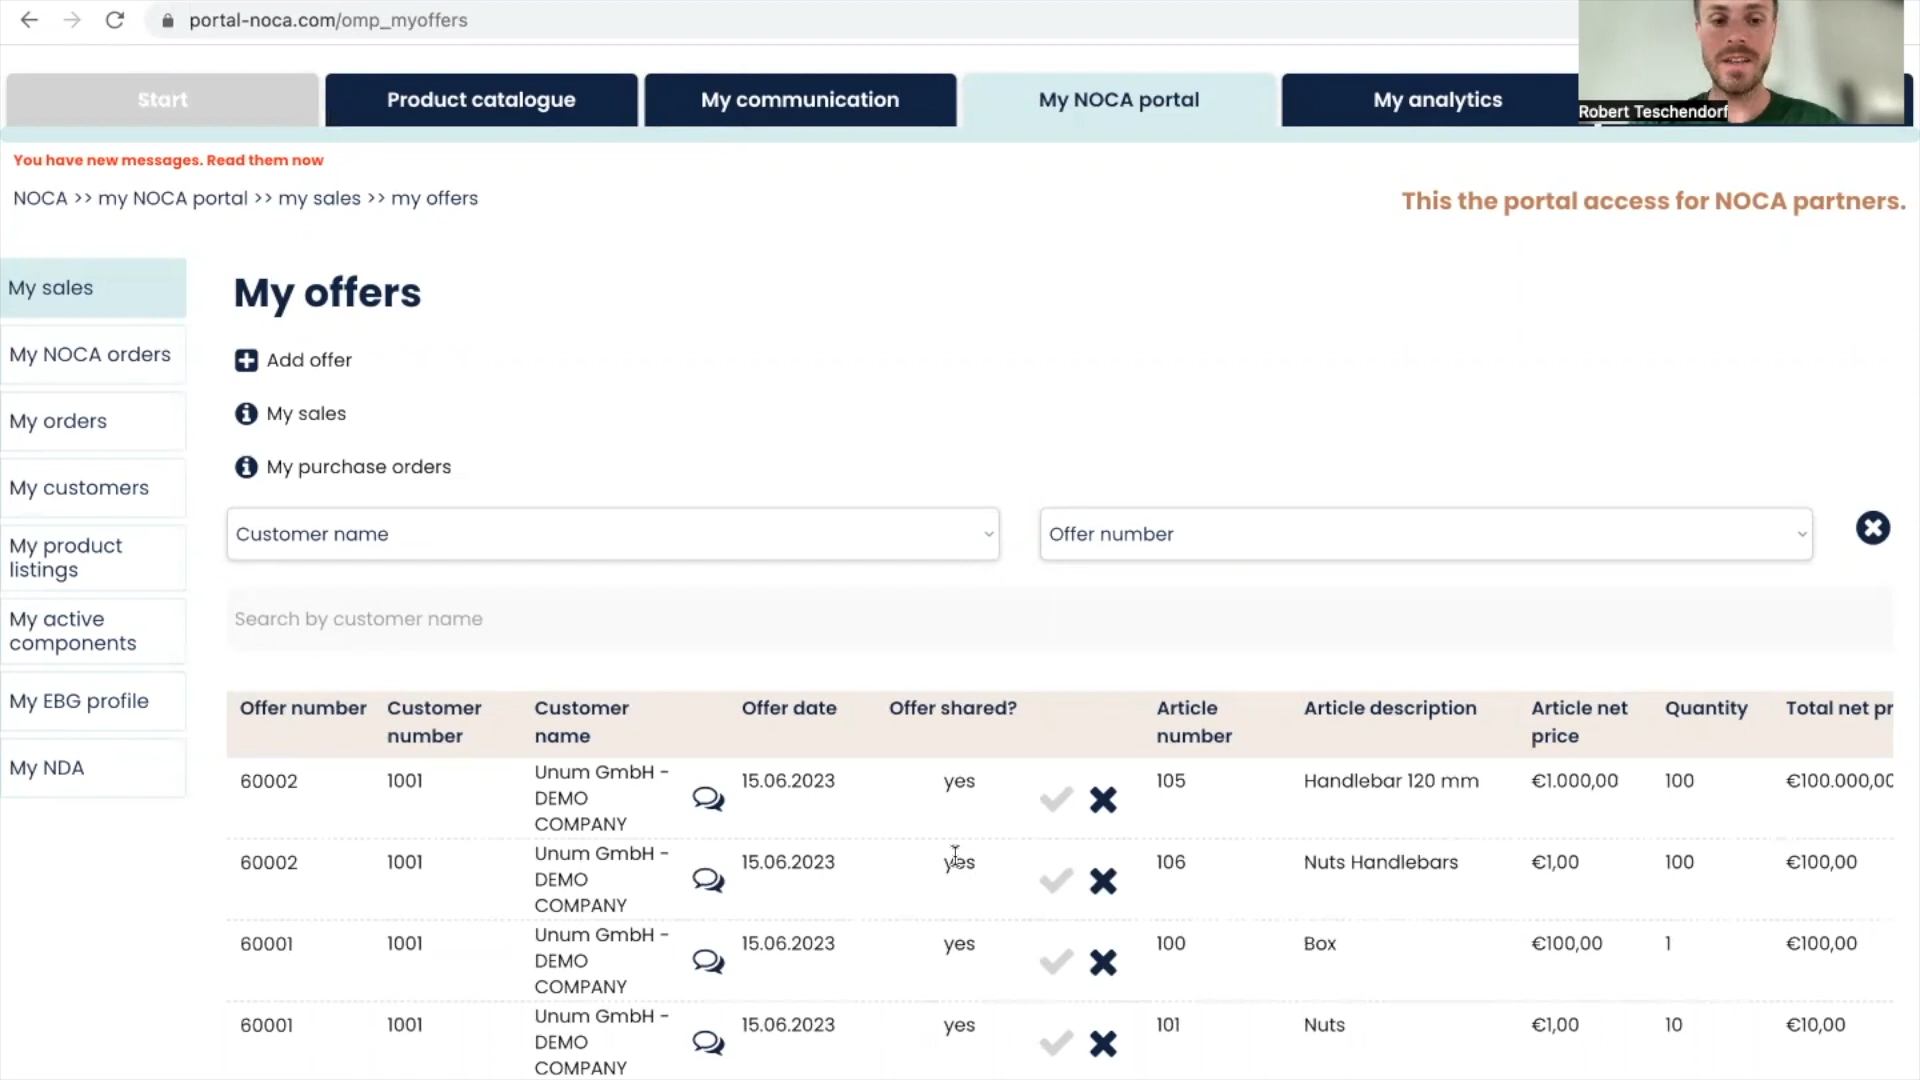 portal-noca.com/omp_myoffers
Start
Product catalogue
My communication
My NOCA portal
My analytics
Robert Teschendorf
You have new messages. Read them now
NOCA >> my NOCA portal >> my sales >> my offers
This the portal access for NOCA partners.
My sales
My NOCA orders
My orders
My customers
My product
listings
My active
components
My EBG profile
My NDA
My offers
Add offer
My sales
My purchase orders
Customer name
Offer number
Search by customer name
Offer number Customer number Customer name Offer date Offer shared? Article number Article description Article net price Quantity Total net pr
60002 1001 Unum GmbH - DEMO COMPANY 15.06.2023 yes 105 Handlebar 120 mm €1.000,00 100 €100.000,00
60002 1001 Unum GmbH - DEMO COMPANY 15.06.2023 yes 106 Nuts Handlebars €1,00 100 €100,00
60001 1001 Unum GmbH - DEMO COMPANY 15.06.2023 yes 100 Box €100,00 1 €100,00
60001 1001 Unum GmbH - DEMO COMPANY 15.06.2023 yes 101 Nuts €1,00 10 €10,00